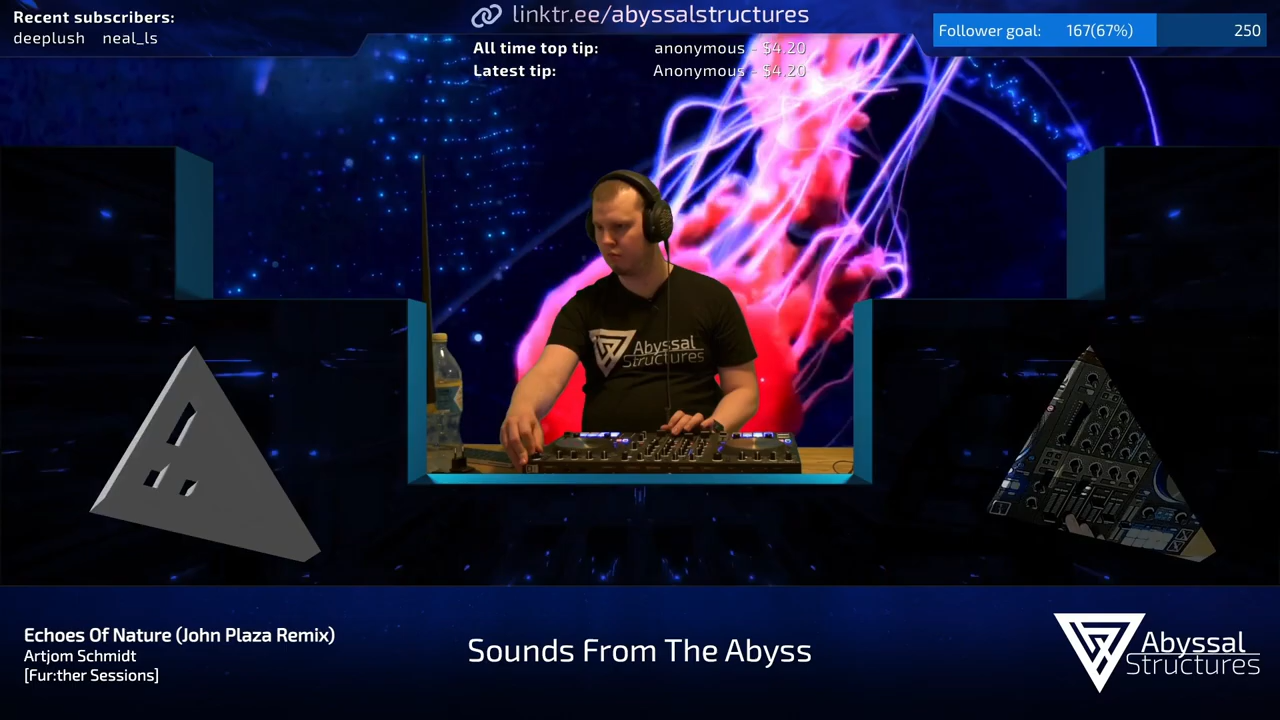 Recent subscribers:
deeplush neal_ls
linktr.ee/abyssalstructures
All time top tip: anonymous - $4.20
Latest tip: Anonymous - $4.20
Follower goal: 167(67%) 250
Abyssal
Structures
Echoes Of Nature (John Plaza Remix)
Artjom Schmidt
[Fur:ther Sessions]
Sounds From The Abyss
Abyssal
Structures